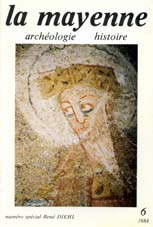 la mayenne
archéologie histoire
6
numéro spécial René DIEHL 1984